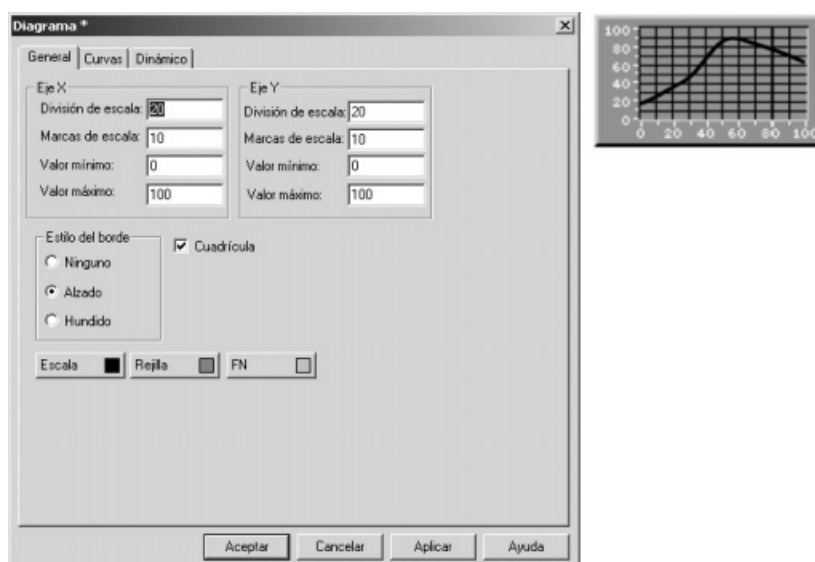 Diagrama *
General Curvas Dinámico
Eje X
División de escala: 20
Marcas de escala: 10
Valor mínimo: 0
Valor máximo: 100
Eje Y
División de escala: 20
Marcas de escala: 10
Valor mínimo: 0
Valor máximo: 100
Estilo del borde
Ninguno
Alzado
Hundido
Cuadrícula
Escala Rejilla FN
Aceptar Cancelar Aplicar Ayuda
100
80
60
40
20
0
0 20 40 60 80 100